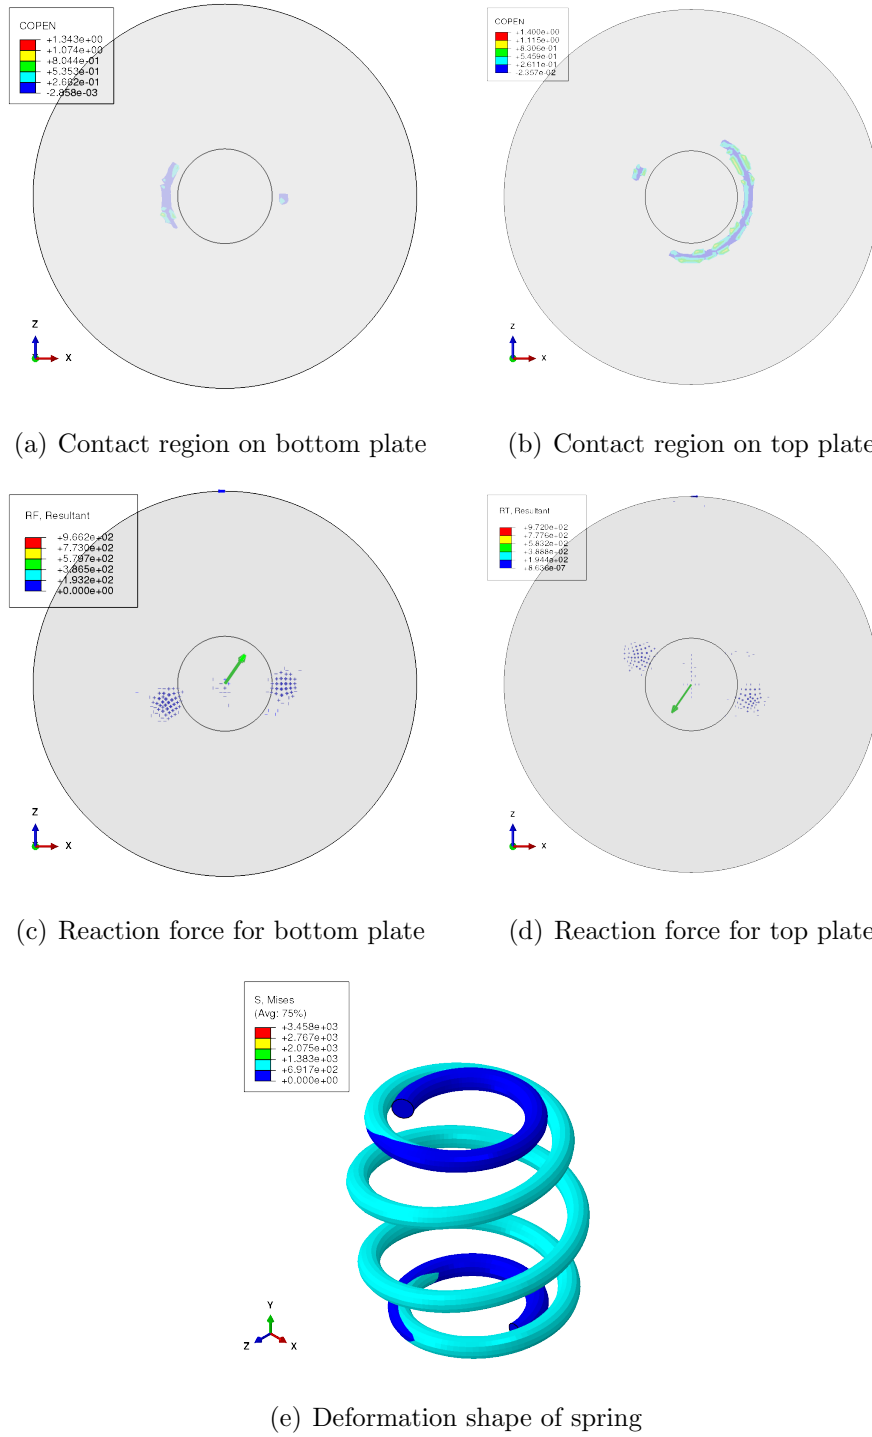 COPEN
+1.343e+00
+1.074e+00
+8.044e-01
+5.353e-01
+2.662e-01
-2.858e-03
Z
X
COPEN
+1.400e+00
+1.115e+00
+8.306e-01
+5.459e-01
+2.611e-01
-2.357e-02
Z
X
(a) Contact region on bottom plate
(b) Contact region on top plate
RF, Resultant
+9.662e+02
+7.730e+02
+5.797e+02
+3.865e+02
+1.932e+02
+0.000e+00
Z
X
RT, Resultant
+9.720e+02
+7.776e+02
+5.832e+02
+3.888e+02
+1.944e+02
+8.636e-07
Z
X
(c) Reaction force for bottom plate
(d) Reaction force for top plate
S, Mises
(Avg: 75%)
+3.458e+03
+2.767e+03
+2.075e+03
+1.383e+03
+6.917e+02
+0.000e+00
Y
Z
X
(e) Deformation shape of spring